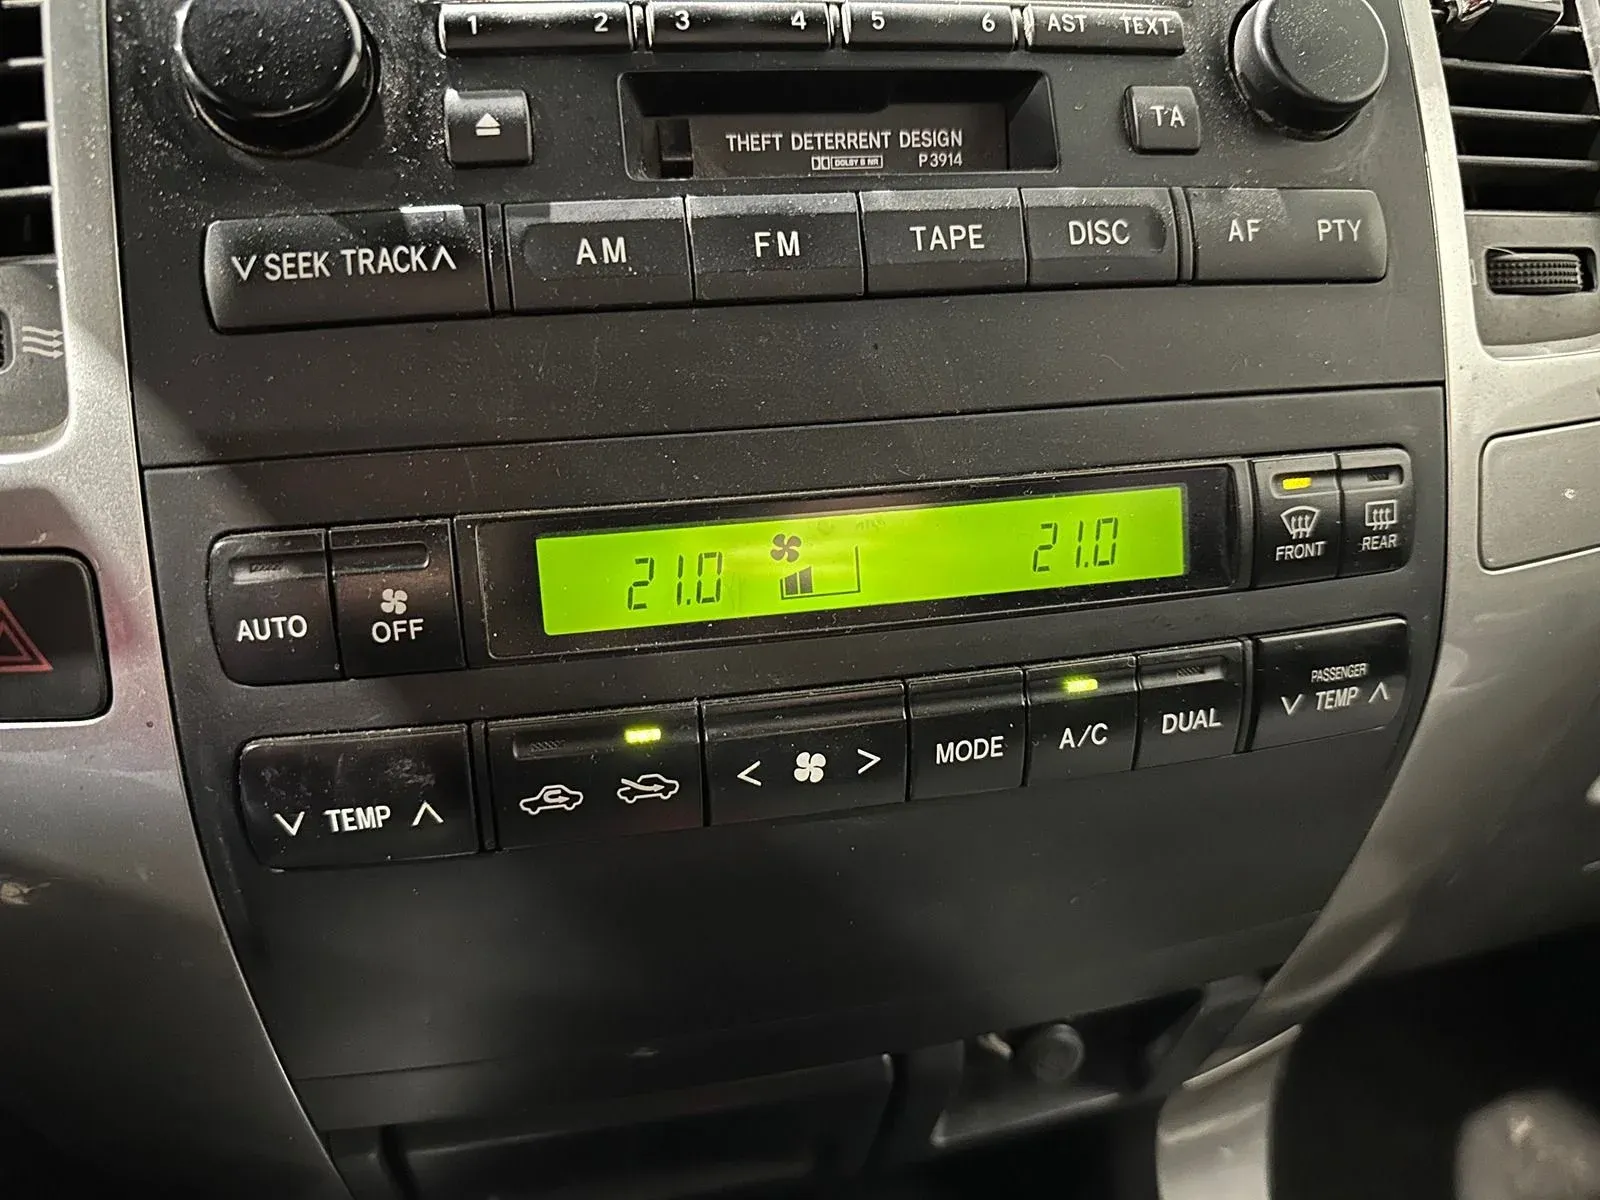 1 2 3 4 5 6 AST TEXT
THEFT DETERRENT DESIGN
DOLBY B NR P3914
TA
∨ SEEK TRACK ∧ AM FM TAPE DISC AF PTY
AUTO OFF 21.0 21.0 FRONT REAR
∨ TEMP ∧ < > MODE A/C DUAL PASSENGER
∨ TEMP ∧